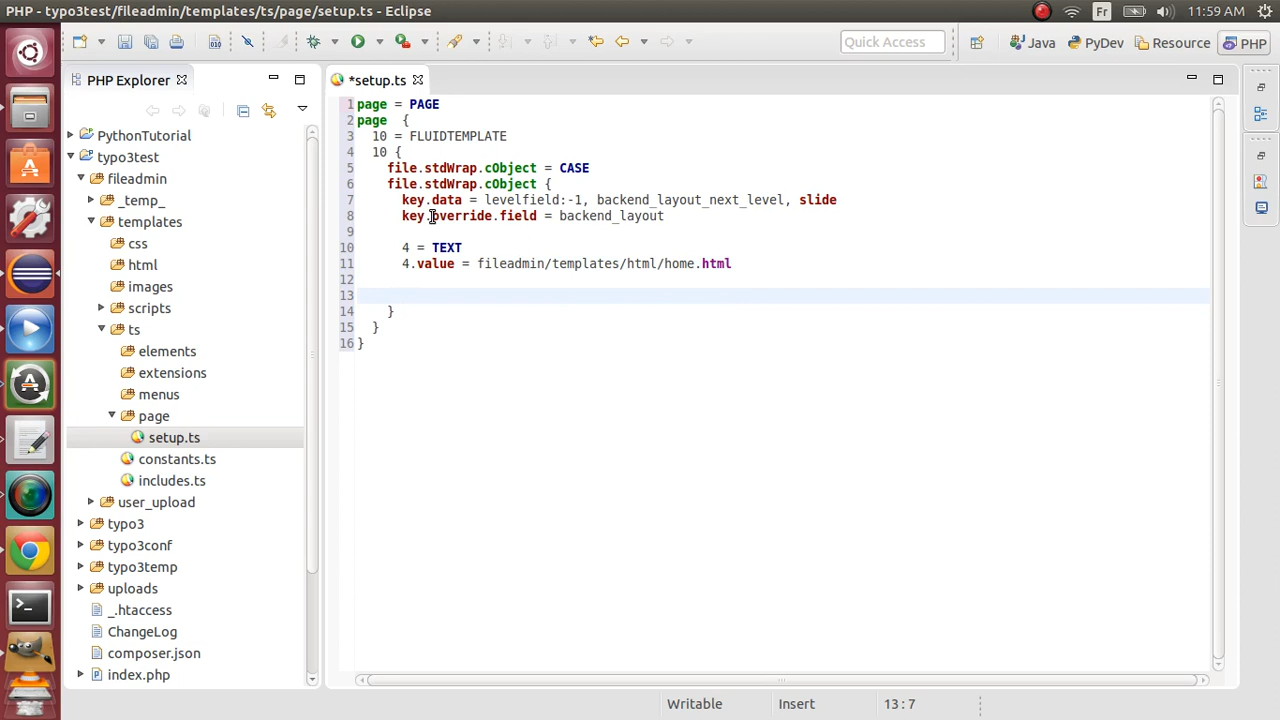 PHP - typo3test/fileadmin/templates/ts/page/setup.ts - Eclipse
Fr
11:59 AM
Quick Access
Java
PyDev
Resource
PHP
PHP Explorer
*setup.ts
PythonTutorial
typo3test
fileadmin
_temp_
templates
css
html
images
scripts
ts
elements
extensions
menus
page
setup.ts
constants.ts
includes.ts
user_upload
typo3
typo3conf
typo3temp
uploads
_.htaccess
ChangeLog
composer.json
index.php
1 page = PAGE
2 page {
3 10 = FLUIDTEMPLATE
4 10 {
5 file.stdWrap.cObject = CASE
6 file.stdWrap.cObject {
7 key.data = levelfield:-1, backend_layout_next_level, slide
8 key.override.field = backend_layout
9
10 4 = TEXT
11 4.value = fileadmin/templates/html/home.html
12
13
14 }
15 }
16 }
Writable
Insert
13 : 7